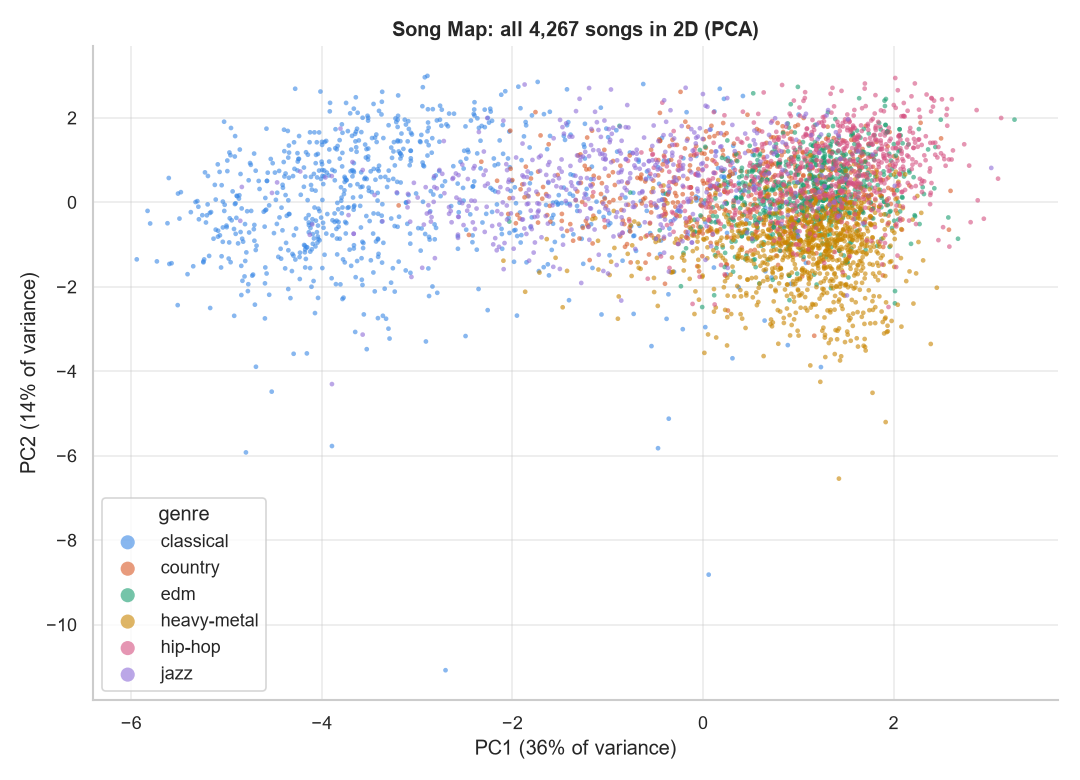 Song Map: all 4,267 songs in 2D (PCA)
PC2 (14% of variance)
2
0
−2
−4
−6
−8
−10
genre
classical
country
edm
heavy-metal
hip-hop
jazz
−6
−4
−2
0
2
PC1 (36% of variance)